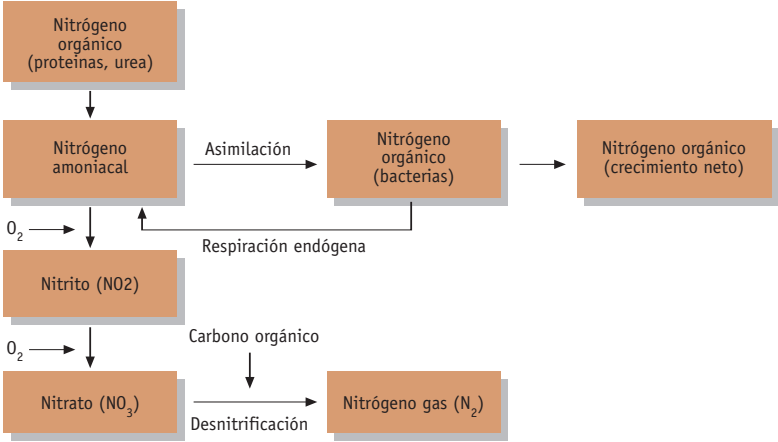 Nitrógeno
orgánico
(proteinas, urea)
Nitrógeno
amoniacal
Asimilación
Nitrógeno
orgánico
(bacterias)
Nitrógeno orgánico
(crecimiento neto)
O₂
Respiración endógena
Nitrito (NO2)
O₂
Carbono orgánico
Nitrato (NO₃)
Desnitrificación
Nitrógeno gas (N₂)